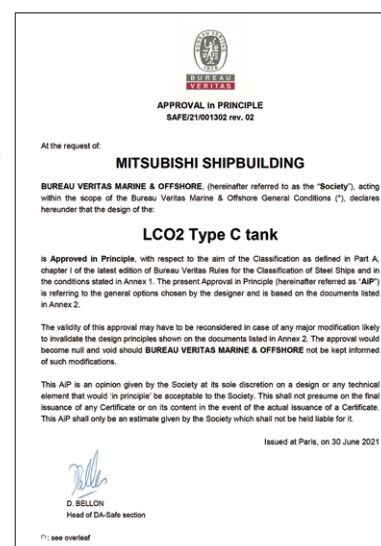 BUREAU
VERITAS
APPROVAL in PRINCIPLE
SAFE/21/001302 rev. 02
At the request of:
MITSUBISHI SHIPBUILDING
BUREAU VERITAS MARINE & OFFSHORE, (hereinafter referred to as the "Society"), acting
within the scope of the Bureau Veritas Marine & Offshore General Conditions (*), declares
hereunder that the design of the:
LCO2 Type C tank
is Approved in Principle, with respect to the aim of the Classification as defined in Part A,
chapter I of the latest edition of Bureau Veritas Rules for the Classification of Steel Ships and in
the conditions stated in Annex 1. The present Approval in Principle (hereinafter referred as "AiP")
is referring to the general options chosen by the designer and is based on the documents listed
in Annex 2.
The validity of this approval may have to be reconsidered in case of any major modification likely
to invalidate the design principles shown on the documents listed in Annex 2. The approval would
become null and void should BUREAU VERITAS MARINE & OFFSHORE not be kept informed
of such modifications.
This AiP is an opinion given by the Society at its sole discretion on a design or any technical
element that would 'in principle' be acceptable to the Society. This shall not presume on the final
issuance of any Certificate or on its content in the event of the actual issuance of a Certificate.
This AiP shall only be an estimate given by the Society which shall not be held liable for it.
Issued at Paris, on 30 June 2021
D. BELLON
Head of DA-Safe section
(*) : see overleaf